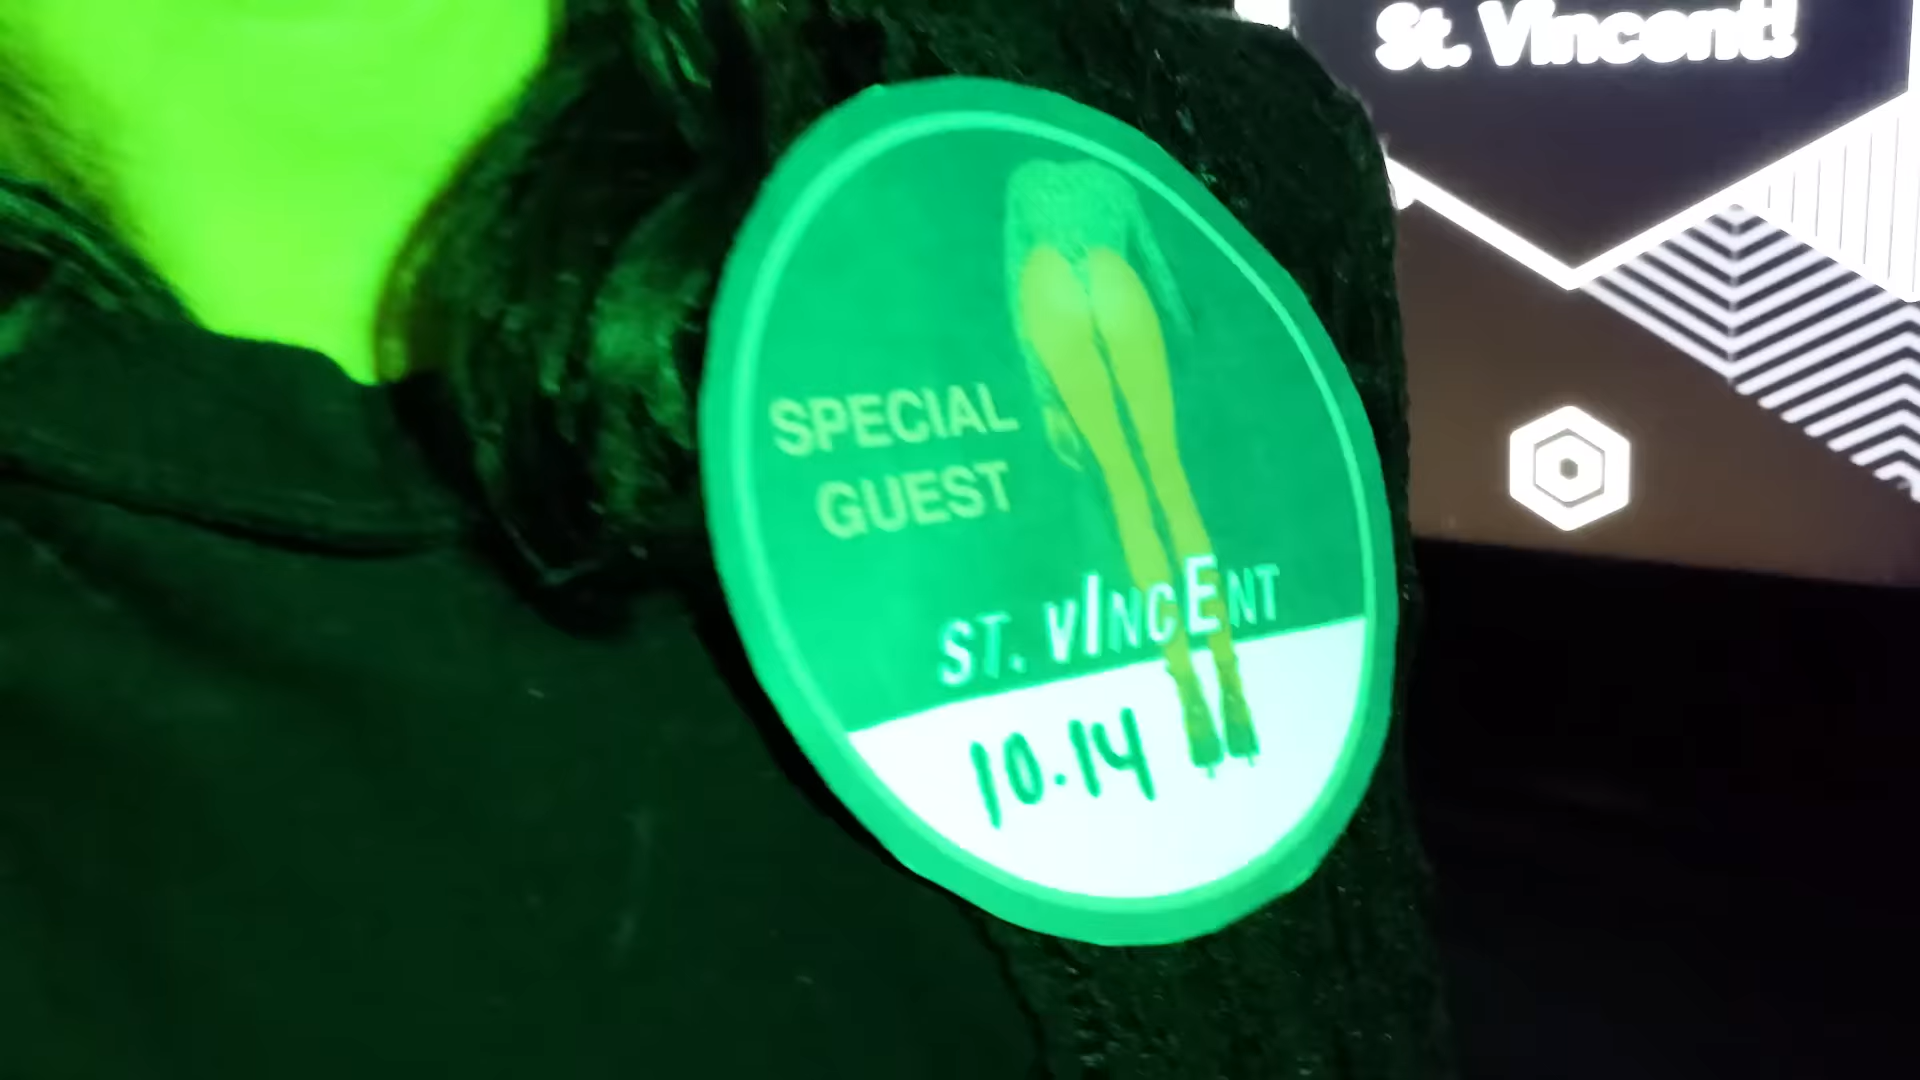 St. Vincent!
SPECIAL
GUEST
ST. VINCENT
10.14